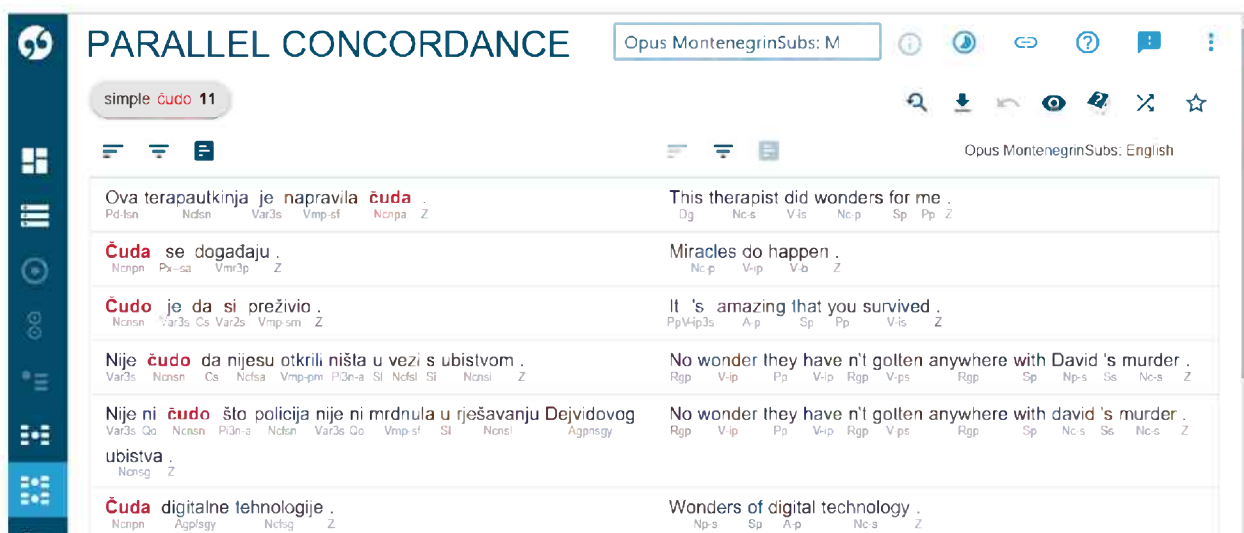 PARALLEL CONCORDANCE
Opus MontenegrinSubs: M
simple čudo 11
Opus MontenegrinSubs: English
Ova terapautkinja je napravila čuda .
Pd-fsn Ncfsn Var3s Vmp-sf Ncnpa Z
This therapist did wonders for me .
Dg Nc-s V-is Nc-p Sp Pp Z
Čuda se događaju .
Ncnpn Px--sa Vmr3p Z
Miracles do happen .
Nc-p V-ip V-b Z
Čudo je da si preživio .
Ncnsn Var3s Cs Var2s Vmp-sm Z
It 's amazing that you survived .
PpV-ip3s A-p Sp Pp V-is Z
Nije čudo da nijesu otkrili ništa u vezi s ubistvom .
Var3s Ncnsn Cs Ncfsa Vmp-pm Pi3n-a Sl Ncfsl Si Ncnsi Z
No wonder they have n't gotten anywhere with David 's murder .
Rgp V-ip Pp V-ip Rgp V-ps Rgp Sp Np-s Ss Nc-s Z
Nije ni čudo što policija nije ni mrdnula u rješavanju Dejvidovog
Var3s Qo Ncnsn Pi3n-a Ncfsn Var3s Qo Vmp-sf Sl Ncnsl Agpnsgy
ubistva .
Ncnsg Z
No wonder they have n't gotten anywhere with david 's murder .
Rgp V-ip Pp V-ip Rgp V-ps Rgp Sp Nc-s Ss Nc-s Z
Čuda digitalne tehnologije .
Ncnpn Agpfsgy Ncfsg Z
Wonders of digital technology .
Np-s Sp A-p Nc-s Z